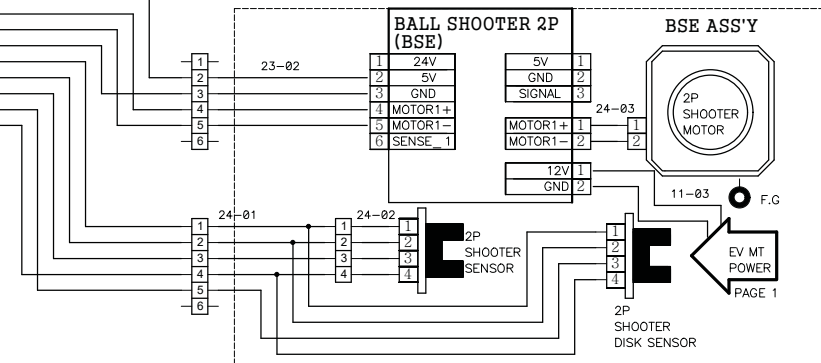 BALL SHOOTER 2P
(BSE)
BSE ASS'Y
1 24V
2 5V
3 GND
4 MOTOR1+
5 MOTOR1-
6 SENSE_1
5V 1
GND 2
SIGNAL 3
MOTOR1+ 1
MOTOR1- 2
12V 1
GND 2
23-02
1
2
3
4
5
6
24-03
1
2
2P
SHOOTER
MOTOR
11-03
F.G
24-01
1
2
3
4
5
6
24-02
1
2
3
4
1
2
3
4
2P
SHOOTER
SENSOR
1
2
3
4
2P
SHOOTER
DISK SENSOR
EV MT
POWER
PAGE 1